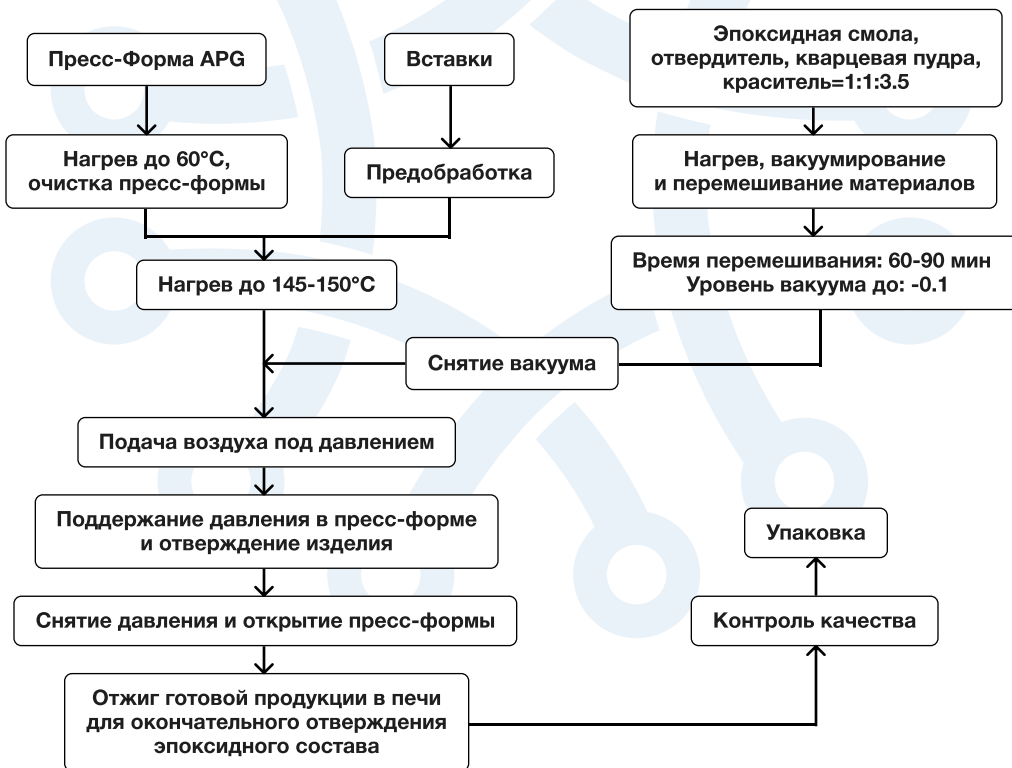 Пресс-Форма APG
Вставки
Эпоксидная смола,
отвердитель, кварцевая пудра,
краситель=1:1:3.5
Нагрев до 60°C,
очистка пресс-формы
Предобработка
Нагрев, вакуумирование
и перемешивание материалов
Время перемешивания: 60-90 мин
Уровень вакуума до: -0.1
Нагрев до 145-150°C
Снятие вакуума
Подача воздуха под давлением
Поддержание давления в пресс-форме
и отверждение изделия
Снятие давления и открытие пресс-формы
Отжиг готовой продукции в печи
для окончательного отверждения
эпоксидного состава
Контроль качества
Упаковка